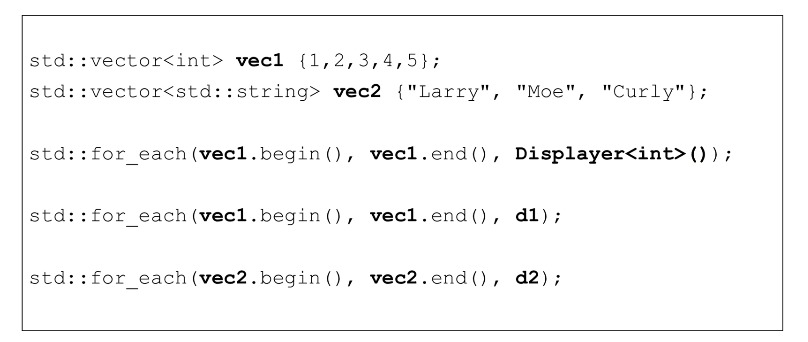 std::vector<int> vec1 {1,2,3,4,5};
std::vector<std::string> vec2 {"Larry", "Moe", "Curly"};
std::for_each(vec1.begin(), vec1.end(), Displayer<int>());
std::for_each(vec1.begin(), vec1.end(), d1);
std::for_each(vec2.begin(), vec2.end(), d2);